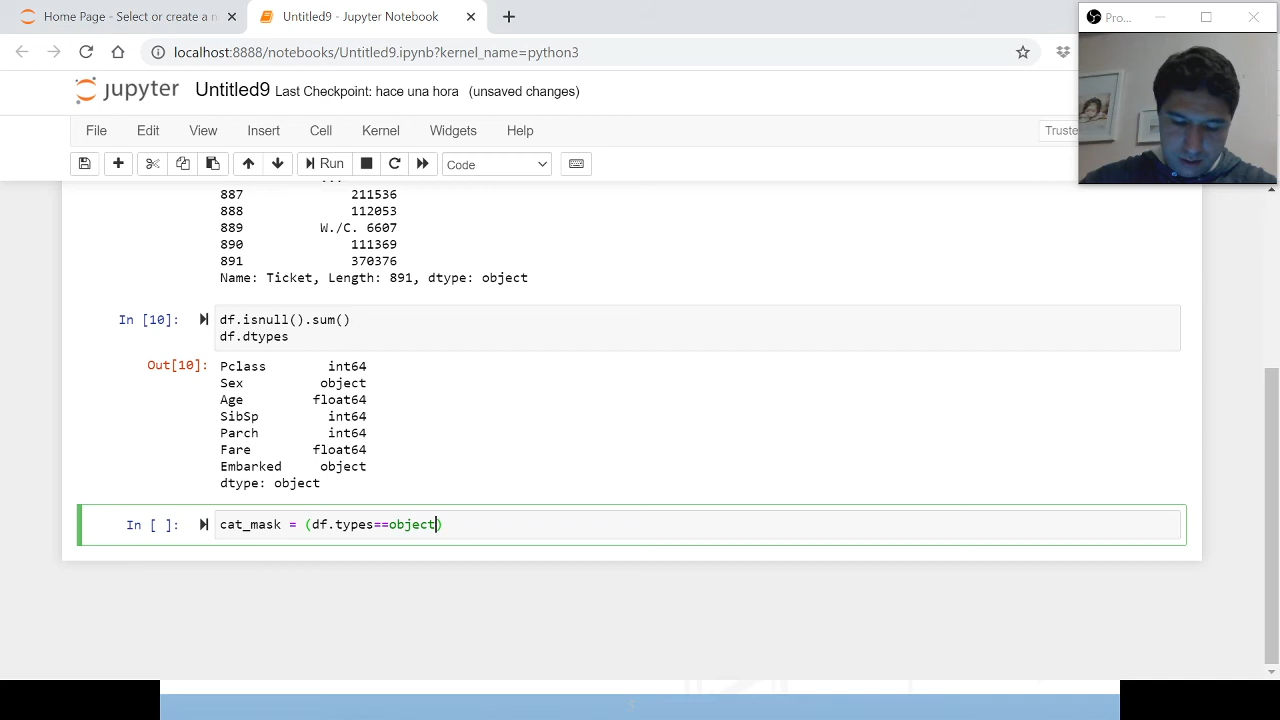 Home Page - Select or create a n
Untitled9 - Jupyter Notebook
Pro...
localhost:8888/notebooks/Untitled9.ipynb?kernel_name=python3
jupyter Untitled9 Last Checkpoint: hace una hora (unsaved changes)
File Edit View Insert Cell Kernel Widgets Help
Truste
Run
Code
887 211536
888 112053
889 W./C. 6607
890 111369
891 370376
Name: Ticket, Length: 891, dtype: object
In [10]: df.isnull().sum()
df.dtypes
Out[10]: Pclass int64
Sex object
Age float64
SibSp int64
Parch int64
Fare float64
Embarked object
dtype: object
In [ ]: cat_mask = (df.types==object)